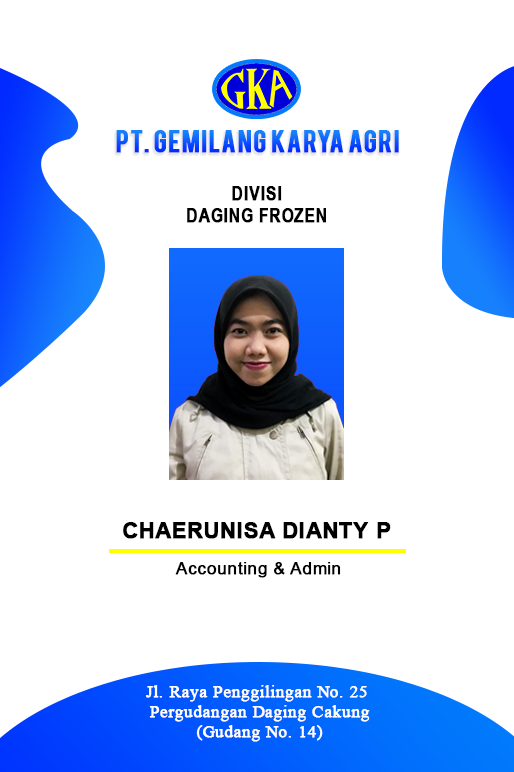 GKA
PT. GEMILANG KARYA AGRI
DIVISI
DAGING FROZEN
CHAERUNISA DIANTY P
Accounting & Admin
Jl. Raya Penggilingan No. 25
Pergudangan Daging Cakung
(Gudang No. 14)